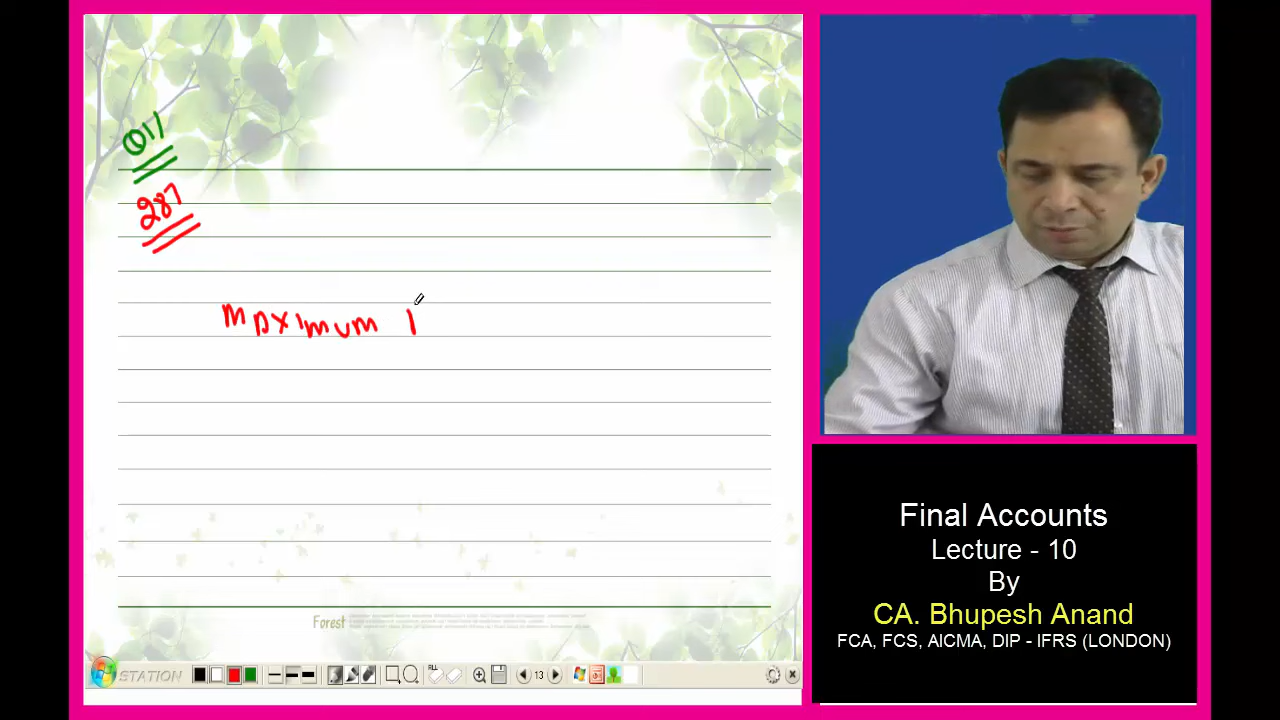 Q11
287
MAXIMUM I
Forest
STATION
13
Final Accounts
Lecture - 10
By
CA. Bhupesh Anand
FCA, FCS, AICMA, DIP - IFRS (LONDON)